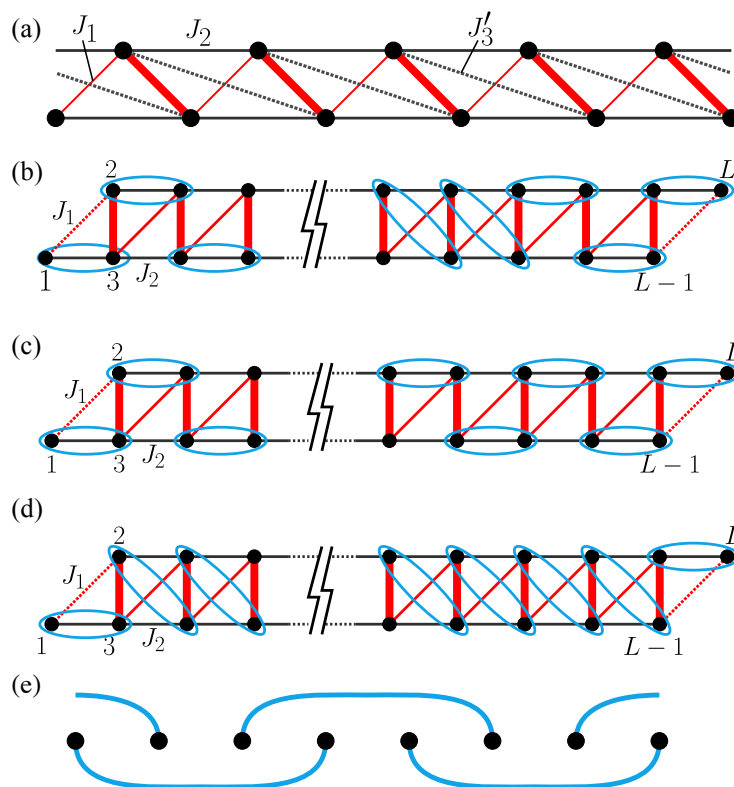 (a) J₁ J₂ J₃′
(b) 2 L
J₁
1 3 J₂ L − 1
(c) 2 L
J₁
1 3 J₂ L − 1
(d) 2 L
J₁
1 3 J₂ L − 1
(e)